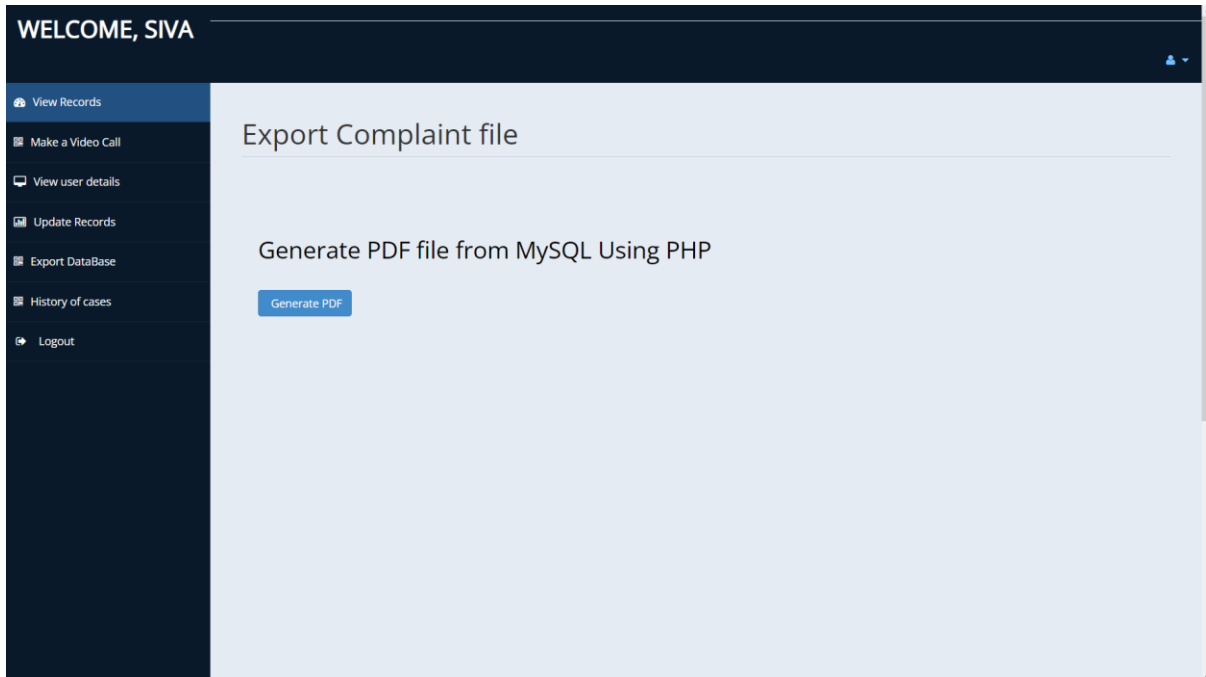 WELCOME, SIVA
View Records
Make a Video Call
View user details
Update Records
Export DataBase
History of cases
Logout
Export Complaint file
Generate PDF file from MySQL Using PHP
Generate PDF